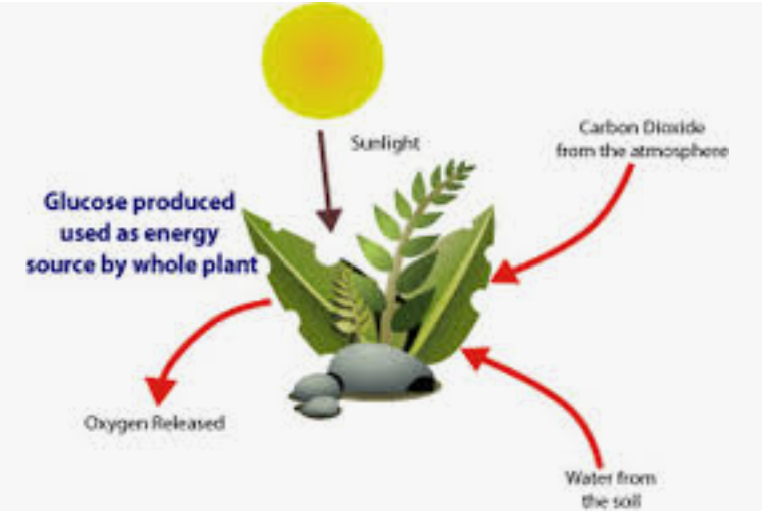 Sunlight
Carbon Dioxide
from the atmosphere
Glucose produced
used as energy
source by whole plant
Oxygen Released
Water from
the soil